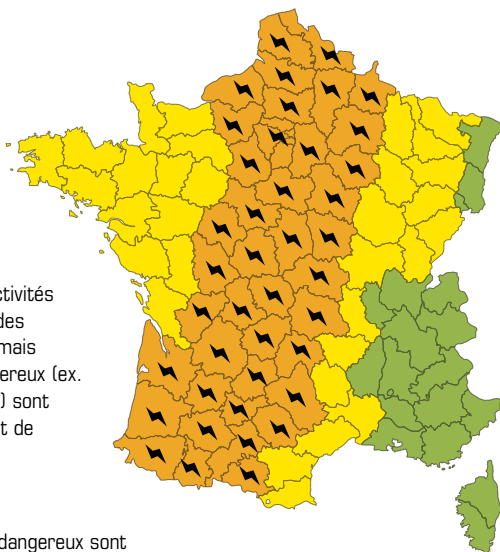 ctivités
des
mais
ereux (ex.
) sont
t de
dangereux sont